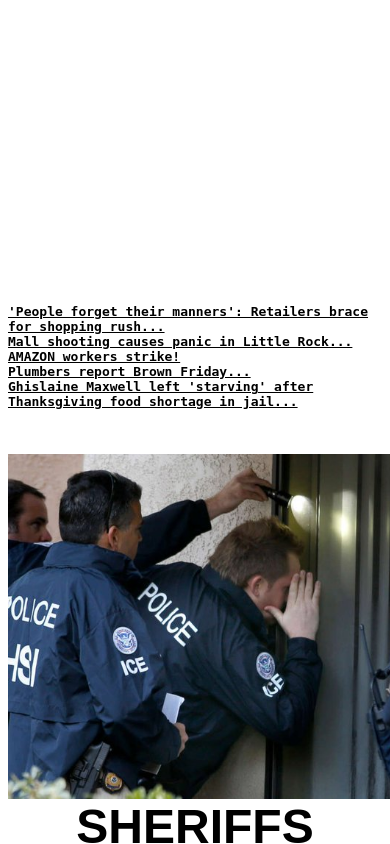 'People forget their manners': Retailers brace
for shopping rush...
Mall shooting causes panic in Little Rock...
AMAZON workers strike!
Plumbers report Brown Friday...
Ghislaine Maxwell left 'starving' after
Thanksgiving food shortage in jail...
POLICE
HSI
POLICE
ICE
ICE
SHERIFFS